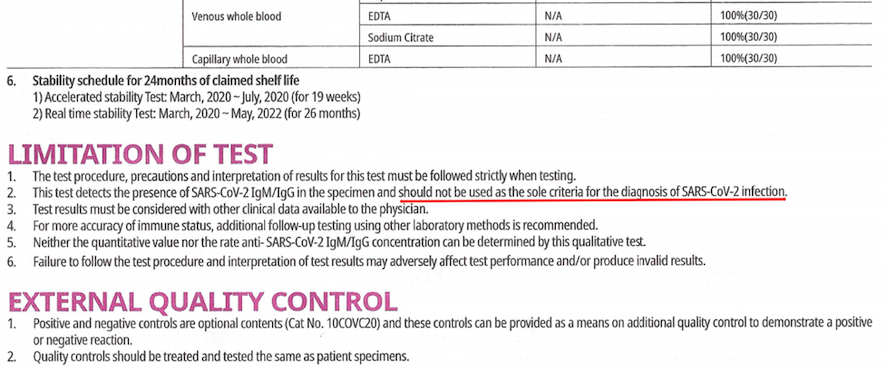 Venous whole blood EDTA N/A 100%(30/30)
Sodium Citrate N/A 100%(30/30)
Capillary whole blood EDTA N/A 100%(30/30)
6. Stability schedule for 24months of claimed shelf life
1) Accelerated stability Test: March, 2020 ~ July, 2020 (for 19 weeks)
2) Real time stability Test: March, 2020 ~ May, 2022 (for 26 months)
LIMITATION OF TEST
1. The test procedure, precautions and interpretation of results for this test must be followed strictly when testing.
2. This test detects the presence of SARS-CoV-2 IgM/IgG in the specimen and should not be used as the sole criteria for the diagnosis of SARS-CoV-2 infection.
3. Test results must be considered with other clinical data available to the physician.
4. For more accuracy of immune status, additional follow-up testing using other laboratory methods is recommended.
5. Neither the quantitative value nor the rate anti- SARS-CoV-2 IgM/IgG concentration can be determined by this qualitative test.
6. Failure to follow the test procedure and interpretation of test results may adversely affect test performance and/or produce invalid results.
EXTERNAL QUALITY CONTROL
1. Positive and negative controls are optional contents (Cat No. 10COVC20) and these controls can be provided as a means on additional quality control to demonstrate a positive
or negative reaction.
2. Quality controls should be treated and tested the same as patient specimens.